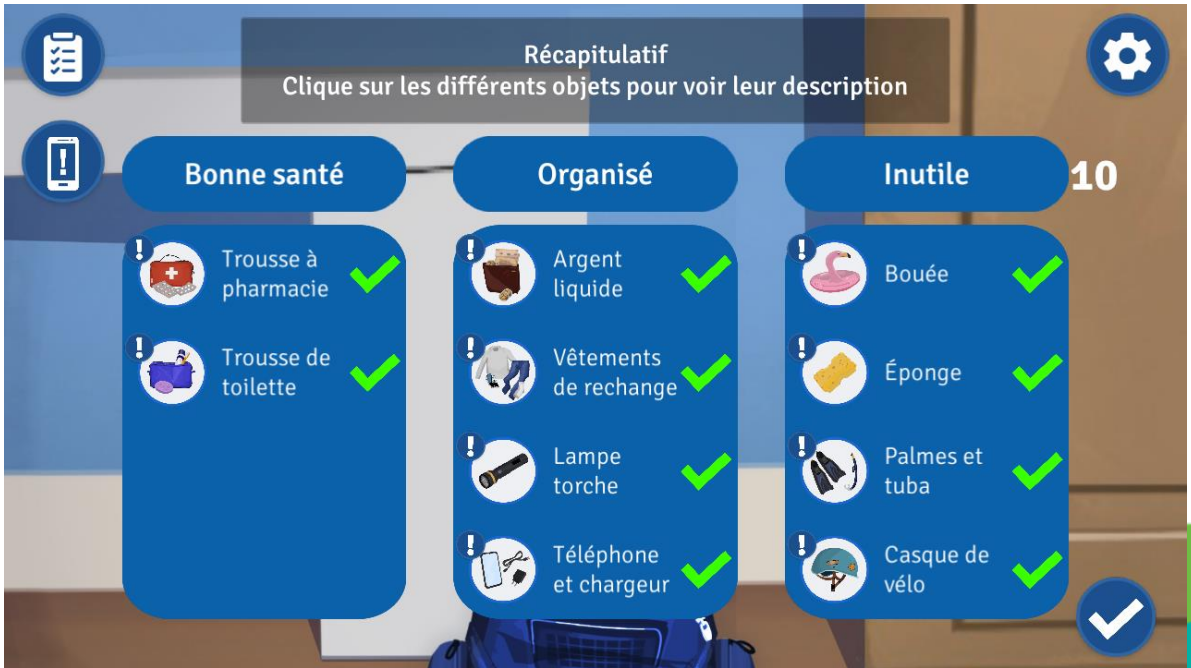 Récapitulatif
Clique sur les différents objets pour voir leur description
Bonne santé
Organisé
Inutile
10
Trousse à
pharmacie
Trousse de
toilette
Argent
liquide
Vêtements
de rechange
Lampe
torche
Téléphone
et chargeur
Bouée
Éponge
Palmes et
tuba
Casque de
vélo